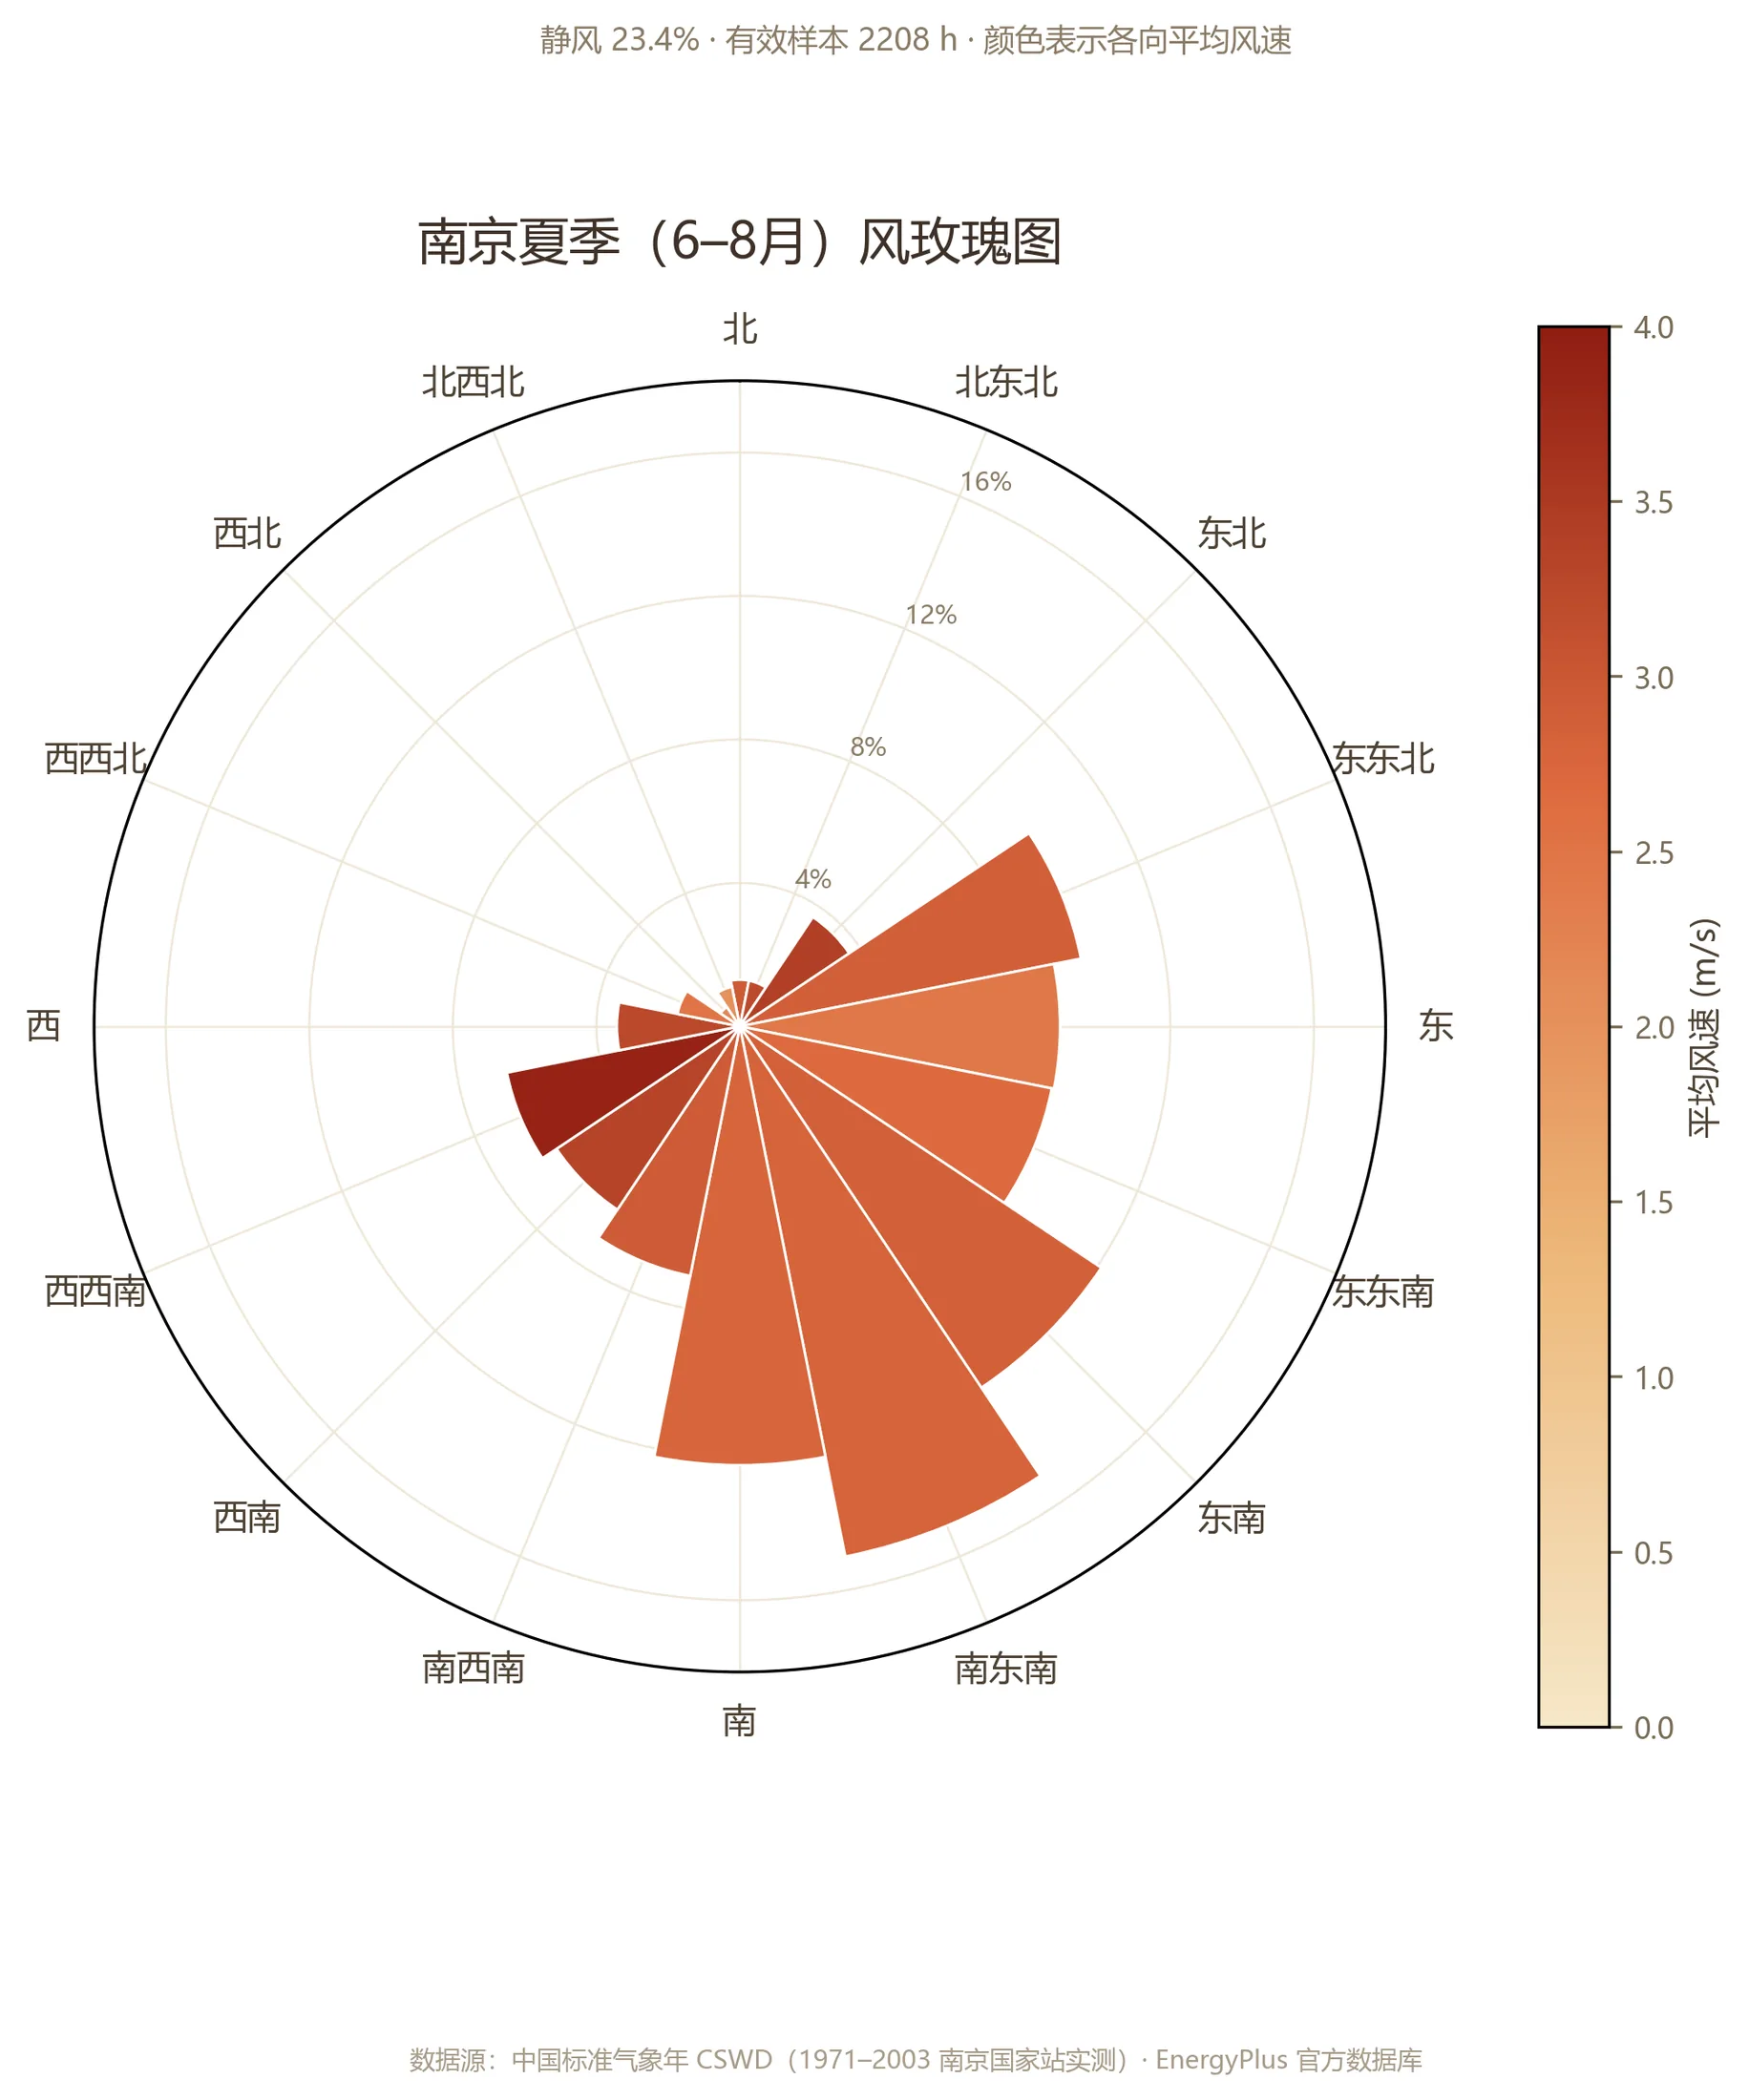 静风 23.4% · 有效样本 2208 h · 颜色表示各向平均风速
南京夏季（6–8月）风玫瑰图
北
北西北
北东北
16%
西北
东北
12%
西西北
8%
东东北
4%
西
东
西西南
东东南
西南
东南
南西南
南东南
南
4.0
3.5
3.0
2.5
2.0
1.5
1.0
0.5
0.0
平均风速 (m/s)
数据源：中国标准气象年 CSWD（1971–2003 南京国家站实测）· EnergyPlus 官方数据库